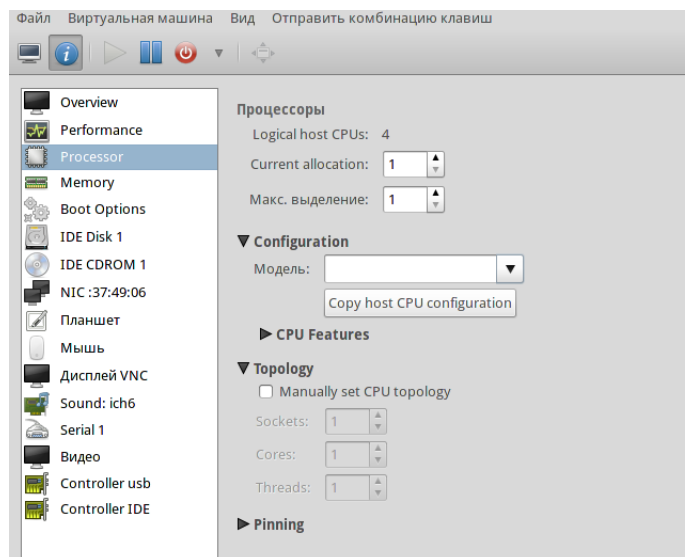 Файл Виртуальная машина Вид Отправить комбинацию клавиш
Overview
Performance
Processor
Memory
Boot Options
IDE Disk 1
IDE CDROM 1
NIC :37:49:06
Планшет
Мышь
Дисплей VNC
Sound: ich6
Serial 1
Видео
Controller usb
Controller IDE
Процессоры
Logical host CPUs: 4
Current allocation: 1
Макс. выделение: 1
Configuration
Модель:
Copy host CPU configuration
CPU Features
Topology
Manually set CPU topology
Sockets: 1
Cores: 1
Threads: 1
Pinning